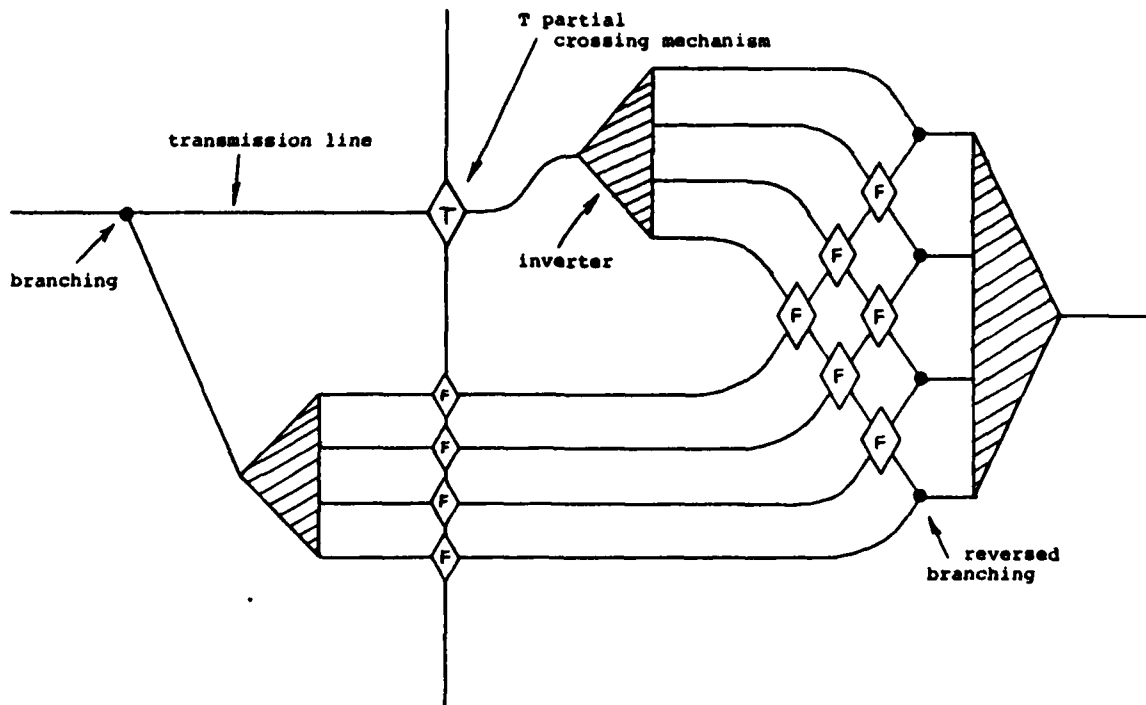 T partial
crossing mechanism
transmission line
T
F
F
inverter
branching
F
F
F
F
F
F
F
F
reversed
branching